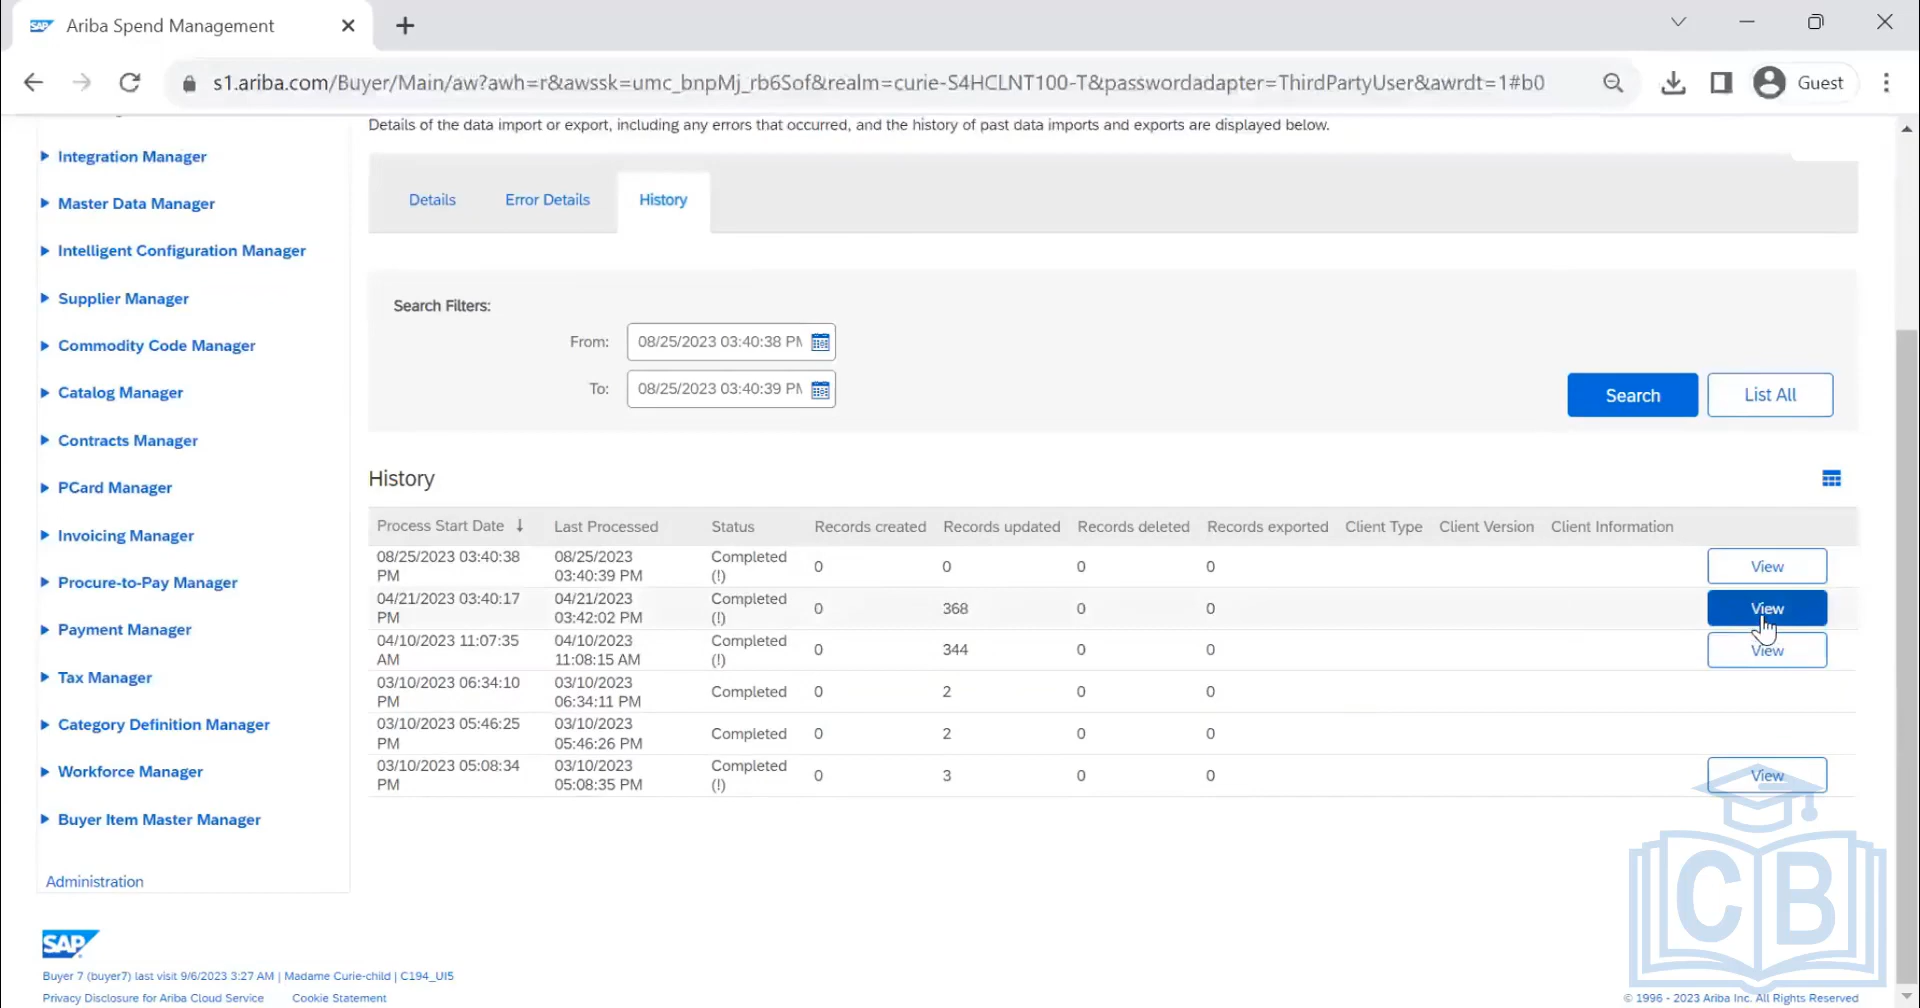 SAP Ariba Spend Management
s1.ariba.com/Buyer/Main/aw?awh=r&awssk=umc_bnpMj_rb6Sof&realm=curie-S4HCLNT100-T&passwordadapter=ThirdPartyUser&awrdt=1#b0 Guest
Details of the data import or export, including any errors that occurred, and the history of past data imports and exports are displayed below.
Integration Manager
Master Data Manager
Intelligent Configuration Manager
Supplier Manager
Commodity Code Manager
Catalog Manager
Contracts Manager
PCard Manager
Invoicing Manager
Procure-to-Pay Manager
Payment Manager
Tax Manager
Category Definition Manager
Workforce Manager
Buyer Item Master Manager
Administration
Details Error Details History
Search Filters:
From: 08/25/2023 03:40:38 PM
To: 08/25/2023 03:40:39 PM
Search List All
History
Process Start Date ↓ Last Processed Status Records created Records updated Records deleted Records exported Client Type Client Version Client Information
08/25/2023 03:40:38 PM 08/25/2023 03:40:39 PM Completed (!) 0 0 0 0 View
04/21/2023 03:40:17 PM 04/21/2023 03:42:02 PM Completed (!) 0 368 0 0 View
04/10/2023 11:07:35 AM 04/10/2023 11:08:15 AM Completed (!) 0 344 0 0 View
03/10/2023 06:34:10 PM 03/10/2023 06:34:11 PM Completed 0 2 0 0
03/10/2023 05:46:25 PM 03/10/2023 05:46:26 PM Completed 0 2 0 0
03/10/2023 05:08:34 PM 03/10/2023 05:08:35 PM Completed (!) 0 3 0 0 View
CB
SAP
Buyer 7 (buyer7) last visit 9/6/2023 3:27 AM | Madame Curie-child | C194_UI5
Privacy Disclosure for Ariba Cloud Service Cookie Statement
© 1996 - 2023 Ariba Inc. All Rights Reserved